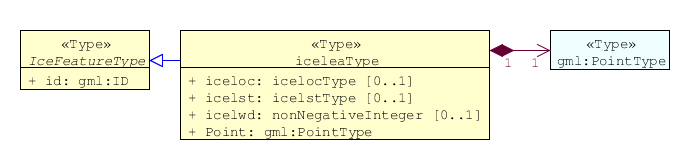 «Type»
IceFeatureType
+ id: gml:ID
«Type»
iceleaType
+ iceloc: icelocType [0..1]
+ icelst: icelstType [0..1]
+ icelwd: nonNegativeInteger [0..1]
+ Point: gml:PointType
1
1
«Type»
gml:PointType